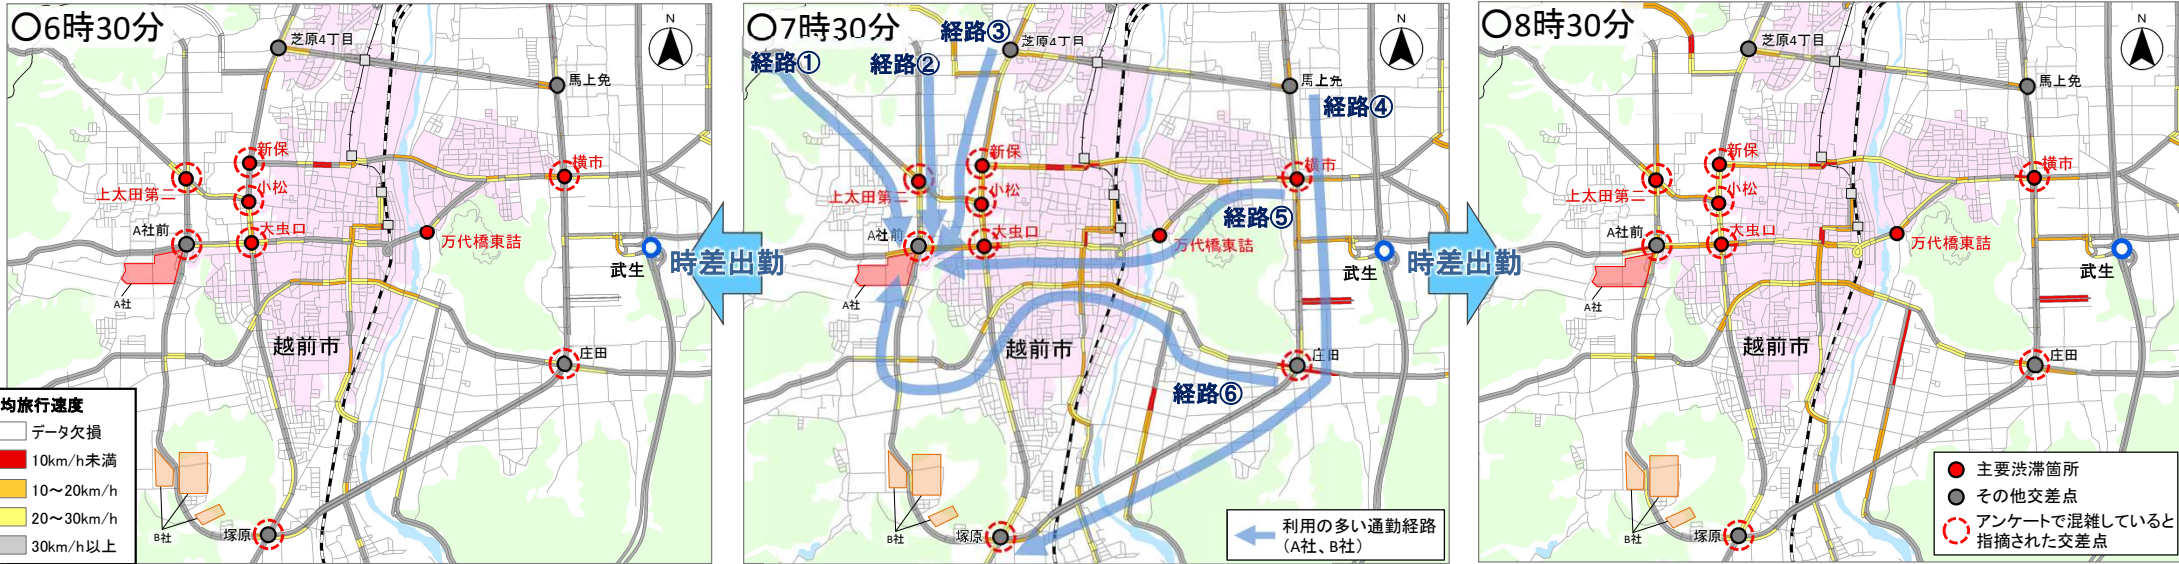 〇6時30分
N
芝原4丁目
馬上免
新保
横市
上太田第二
小松
A社前
大虫口
万代橋東詰
武生
A社
越前市
庄田
均旅行速度
データ欠損
10km/h未満
10～20km/h
20～30km/h
30km/h以上
B社
塚原
時差出勤
〇7時30分
経路③
N
芝原4丁目
経路①
経路②
馬上免
経路④
新保
横市
上太田第二
小松
経路⑤
A社前
大虫口
万代橋東詰
武生
A社
越前市
庄田
経路⑥
B社
塚原
利用の多い通勤経路
（A社、B社）
時差出勤
〇8時30分
N
芝原4丁目
馬上免
新保
横市
上太田第二
小松
A社前
大虫口
万代橋東詰
武生
A社
越前市
庄田
B社
塚原
主要渋滞箇所
その他交差点
アンケートで混雑していると
指摘された交差点